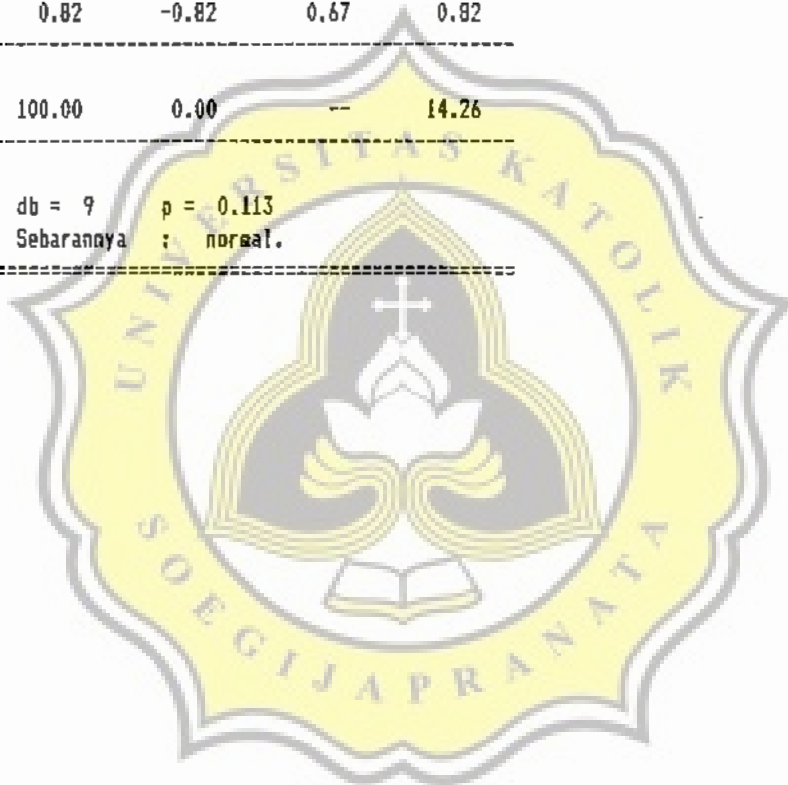 0.82 -0.82 0.67 0.82
100.00 0.00 -- 14.26
db = 9 p = 0.113
Sebarannya : normal.
UNIVERSITAS KATOLIK
SOEGIJAPRANATA